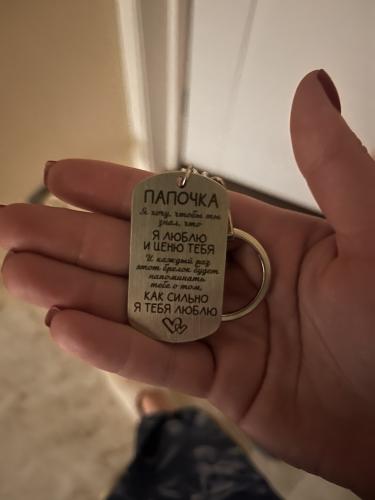 ПАПОЧКА
Я хочу, чтобы ты
знал, что
Я ЛЮБЛЮ
И ЦЕНЮ ТЕБЯ
И каждый раз
этот брелок будет
напоминать
тебе о том,
КАК СИЛЬНО
Я ТЕБЯ ЛЮБЛЮ